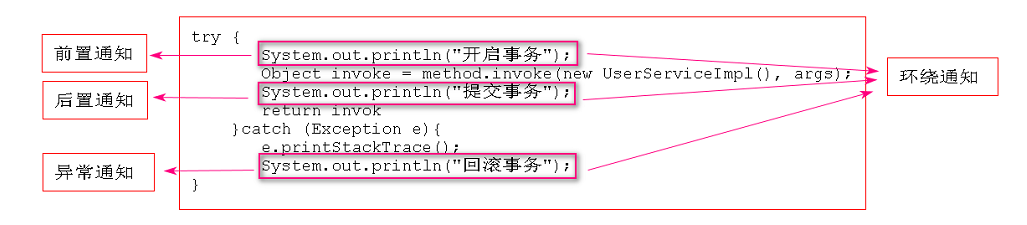 try {
前置通知
System.out.println("开启事务");
Object invoke = method.invoke(new UserServiceImpl(), args);
环绕通知
后置通知
System.out.println("提交事务");
return invok
}catch (Exception e){
e.printStackTrace();
异常通知
System.out.println("回滚事务");
}